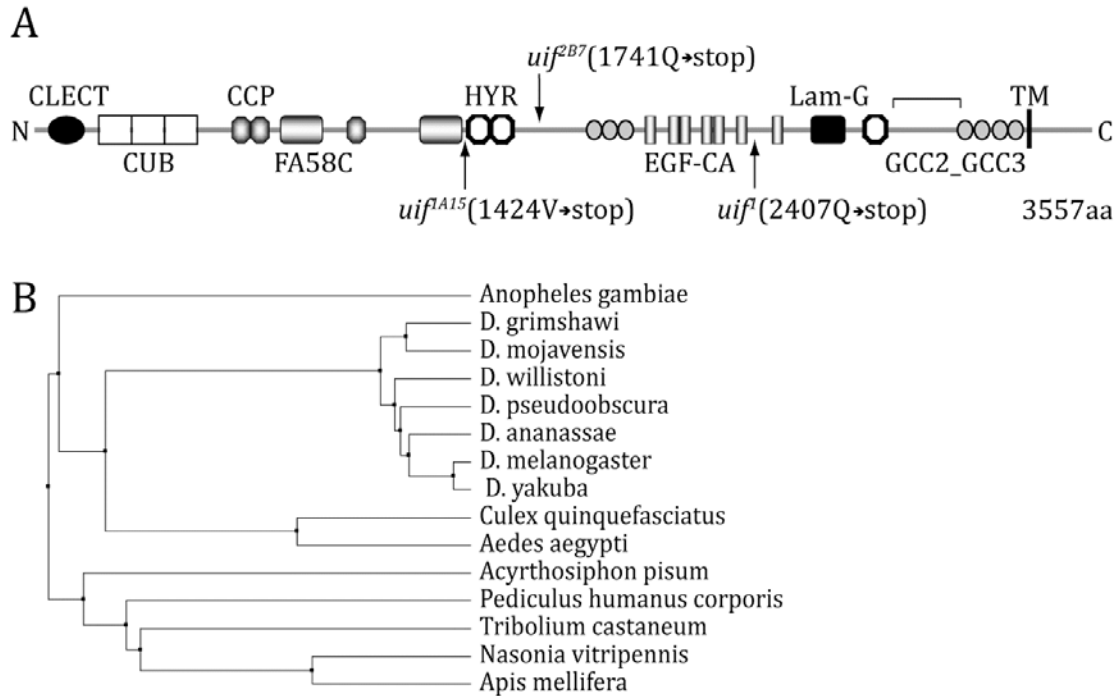 A
uif2B7(1741Q→stop)
CLECT CCP HYR Lam-G TM
N C
CUB FA58C EGF-CA GCC2_GCC3
uif1A15(1424V→stop) uif1(2407Q→stop) 3557aa
B
Anopheles gambiae
D. grimshawi
D. mojavensis
D. willistoni
D. pseudoobscura
D. ananassae
D. melanogaster
D. yakuba
Culex quinquefasciatus
Aedes aegypti
Acyrthosiphon pisum
Pediculus humanus corporis
Tribolium castaneum
Nasonia vitripennis
Apis mellifera